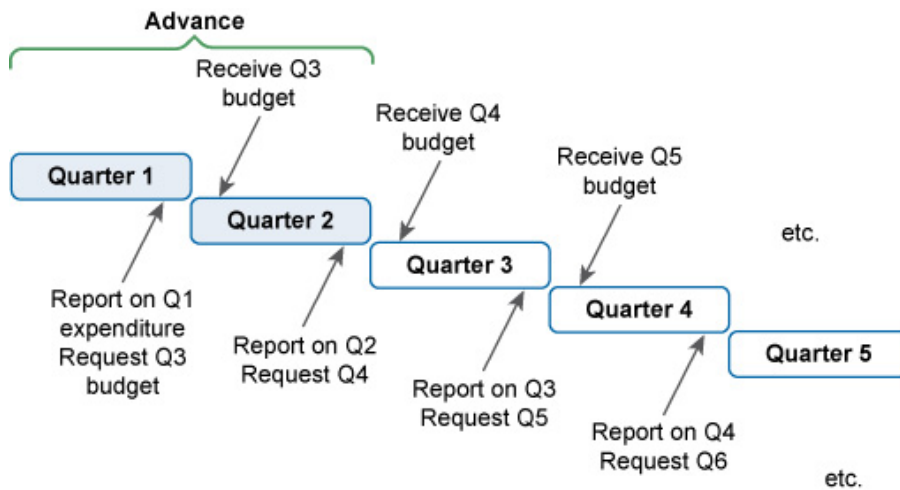 Advance
Receive Q3
budget
Receive Q4
budget
Receive Q5
budget
Quarter 1
Quarter 2
Quarter 3
Quarter 4
Quarter 5
etc.
Report on Q1
expenditure
Request Q3
budget
Report on Q2
Request Q4
Report on Q3
Request Q5
Report on Q4
Request Q6
etc.